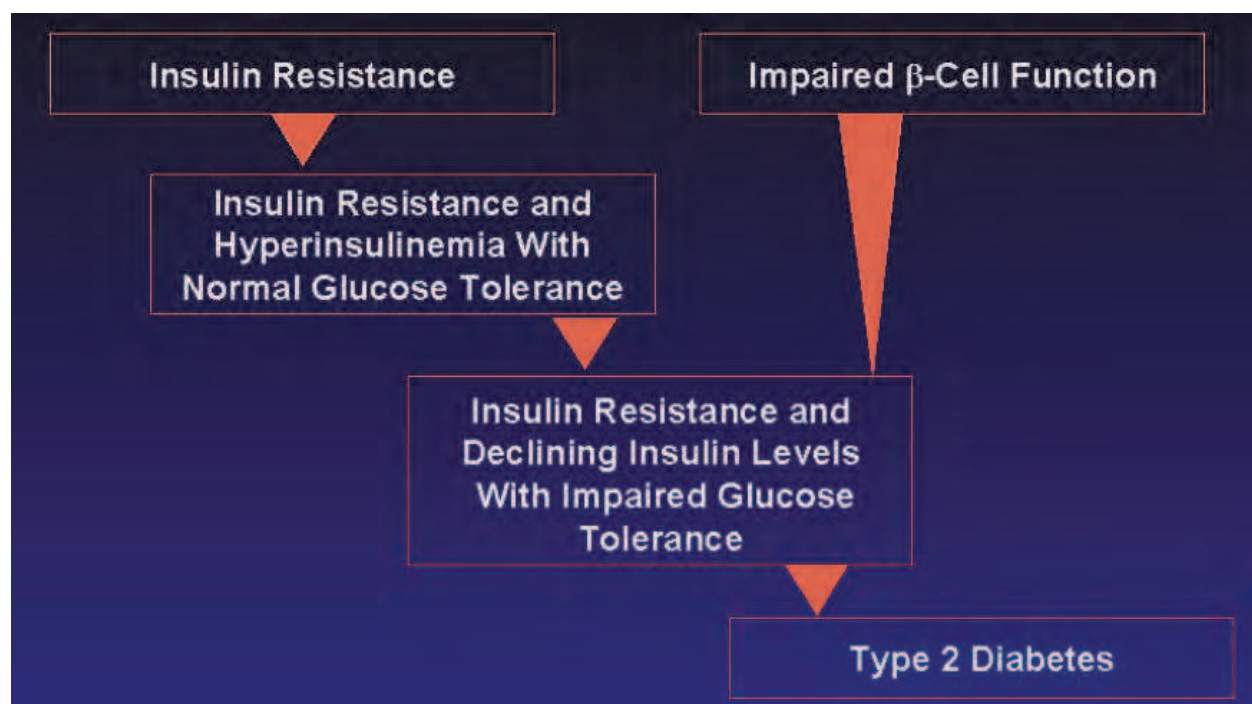 Insulin Resistance
Impaired β-Cell Function
Insulin Resistance and
Hyperinsulinemia With
Normal Glucose Tolerance
Insulin Resistance and
Declining Insulin Levels
With Impaired Glucose
Tolerance
Type 2 Diabetes